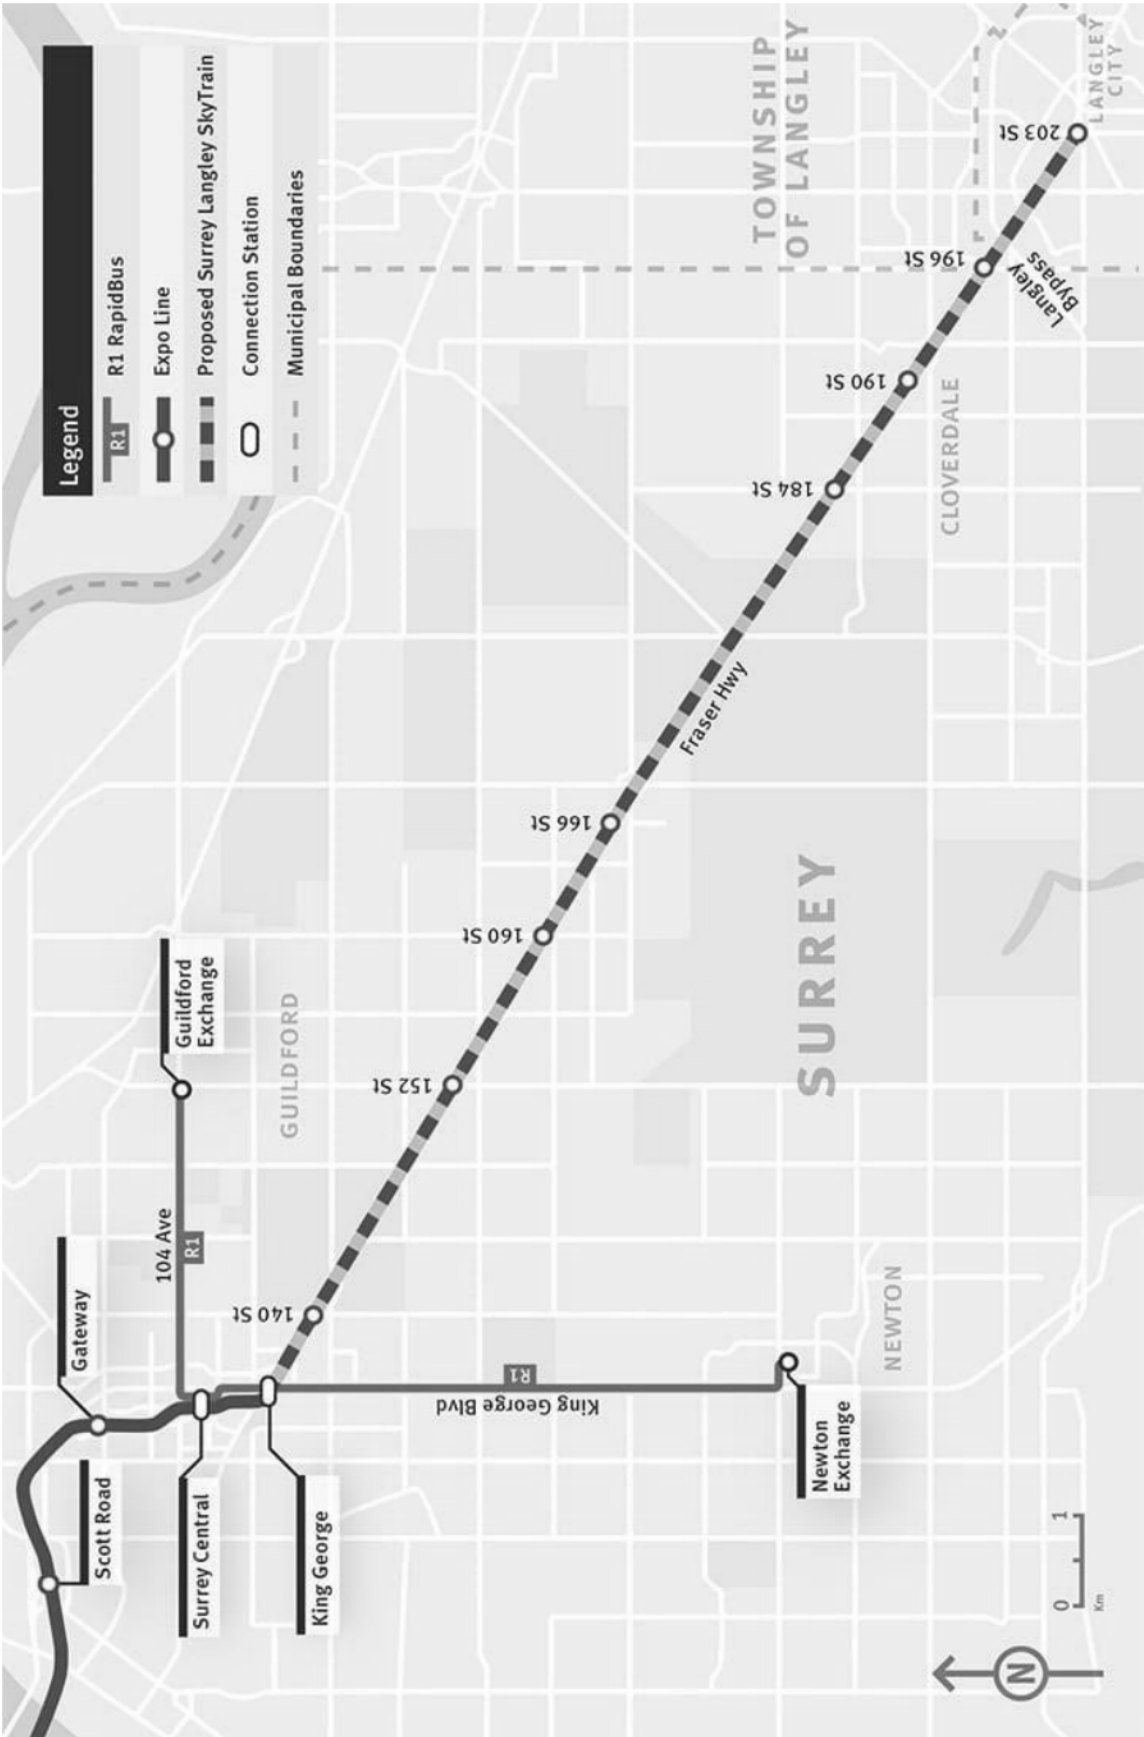 Legend
R1
R1 RapidBus
Expo Line
Proposed Surrey Langley SkyTrain
Connection Station
Municipal Boundaries
Scott Road
Gateway
Surrey Central
King George
104 Ave
R1
Guildford
Exchange
GUILDFORD
140 St
152 St
160 St
166 St
Fraser Hwy
184 St
190 St
196 St
203 St
Langley
Bypass
TOWNSHIP
OF LANGLEY
LANGLEY
CITY
CLOVERDALE
SURREY
R1
King George Blvd
NEWTON
Newton
Exchange
0 1
Km
N